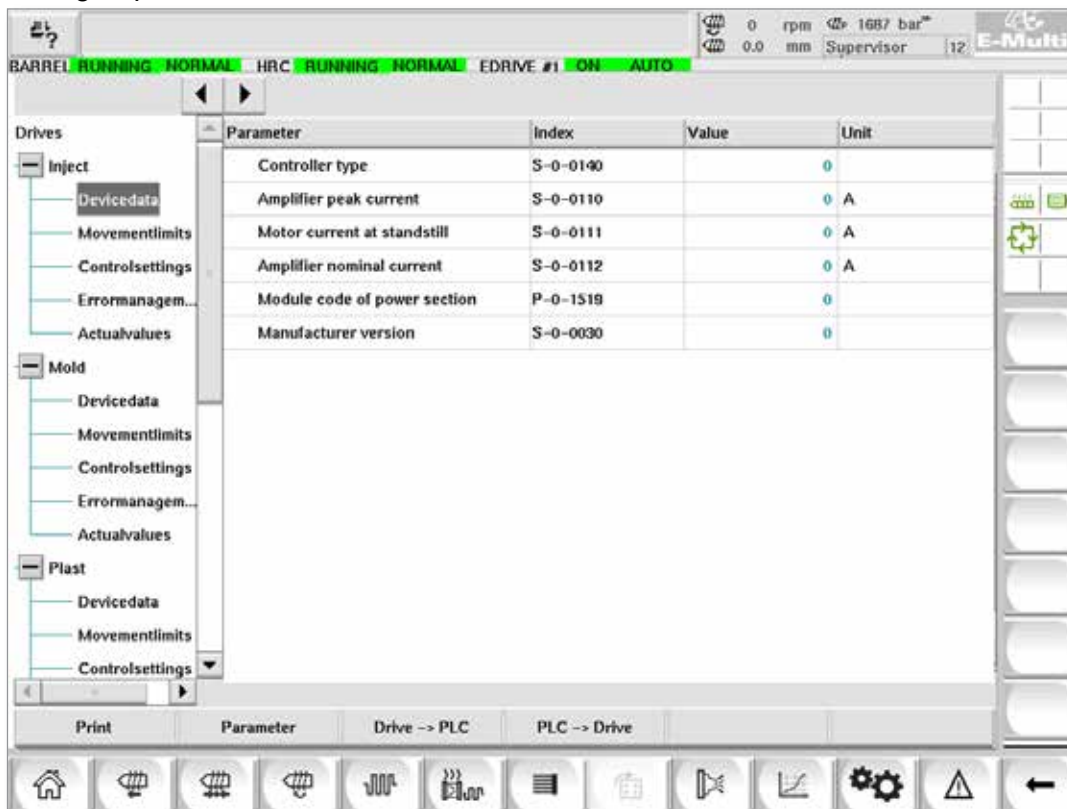 ?
0 rpm 1687 bar
0.0 mm Supervisor 12
E-Multi
BARREL RUNNING NORMAL HRC RUNNING NORMAL EDRIVE #1 ON AUTO
Drives
Parameter Index Value Unit
Inject
Controller type S-0-0140 0
Devicedata
Amplifier peak current S-0-0110 0 A
Movementlimits
Motor current at standstill S-0-0111 0 A
Controlsettings
Amplifier nominal current S-0-0112 0 A
Errormanagem...
Module code of power section P-0-1519 0
Actualvalues
Manufacturer version S-0-0030 0
Mold
Devicedata
Movementlimits
Controlsettings
Errormanagem...
Actualvalues
Plast
Devicedata
Movementlimits
Controlsettings
Print Parameter Drive -> PLC PLC -> Drive